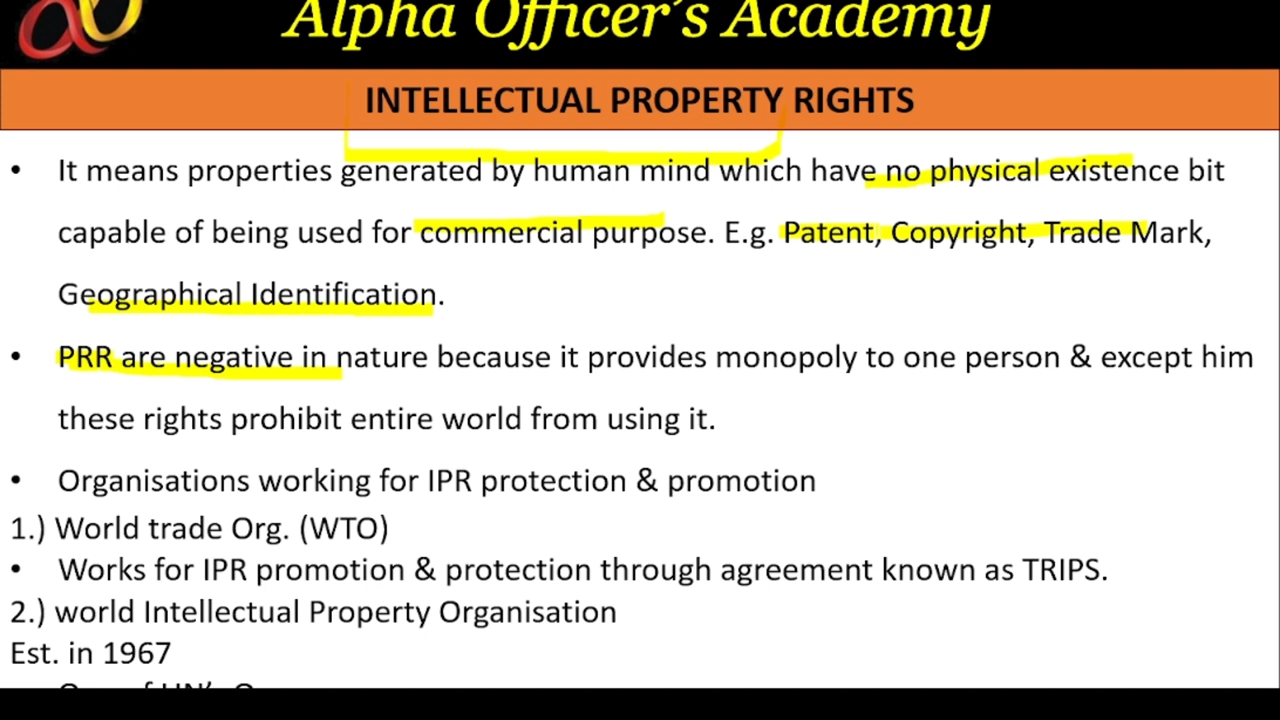 Alpha Officer's Academy
INTELLECTUAL PROPERTY RIGHTS
• It means properties generated by human mind which have no physical existence bit
capable of being used for commercial purpose. E.g. Patent, Copyright, Trade Mark,
Geographical Identification.
• PRR are negative in nature because it provides monopoly to one person & except him
these rights prohibit entire world from using it.
• Organisations working for IPR protection & promotion
1.) World trade Org. (WTO)
• Works for IPR promotion & protection through agreement known as TRIPS.
2.) world Intellectual Property Organisation
Est. in 1967